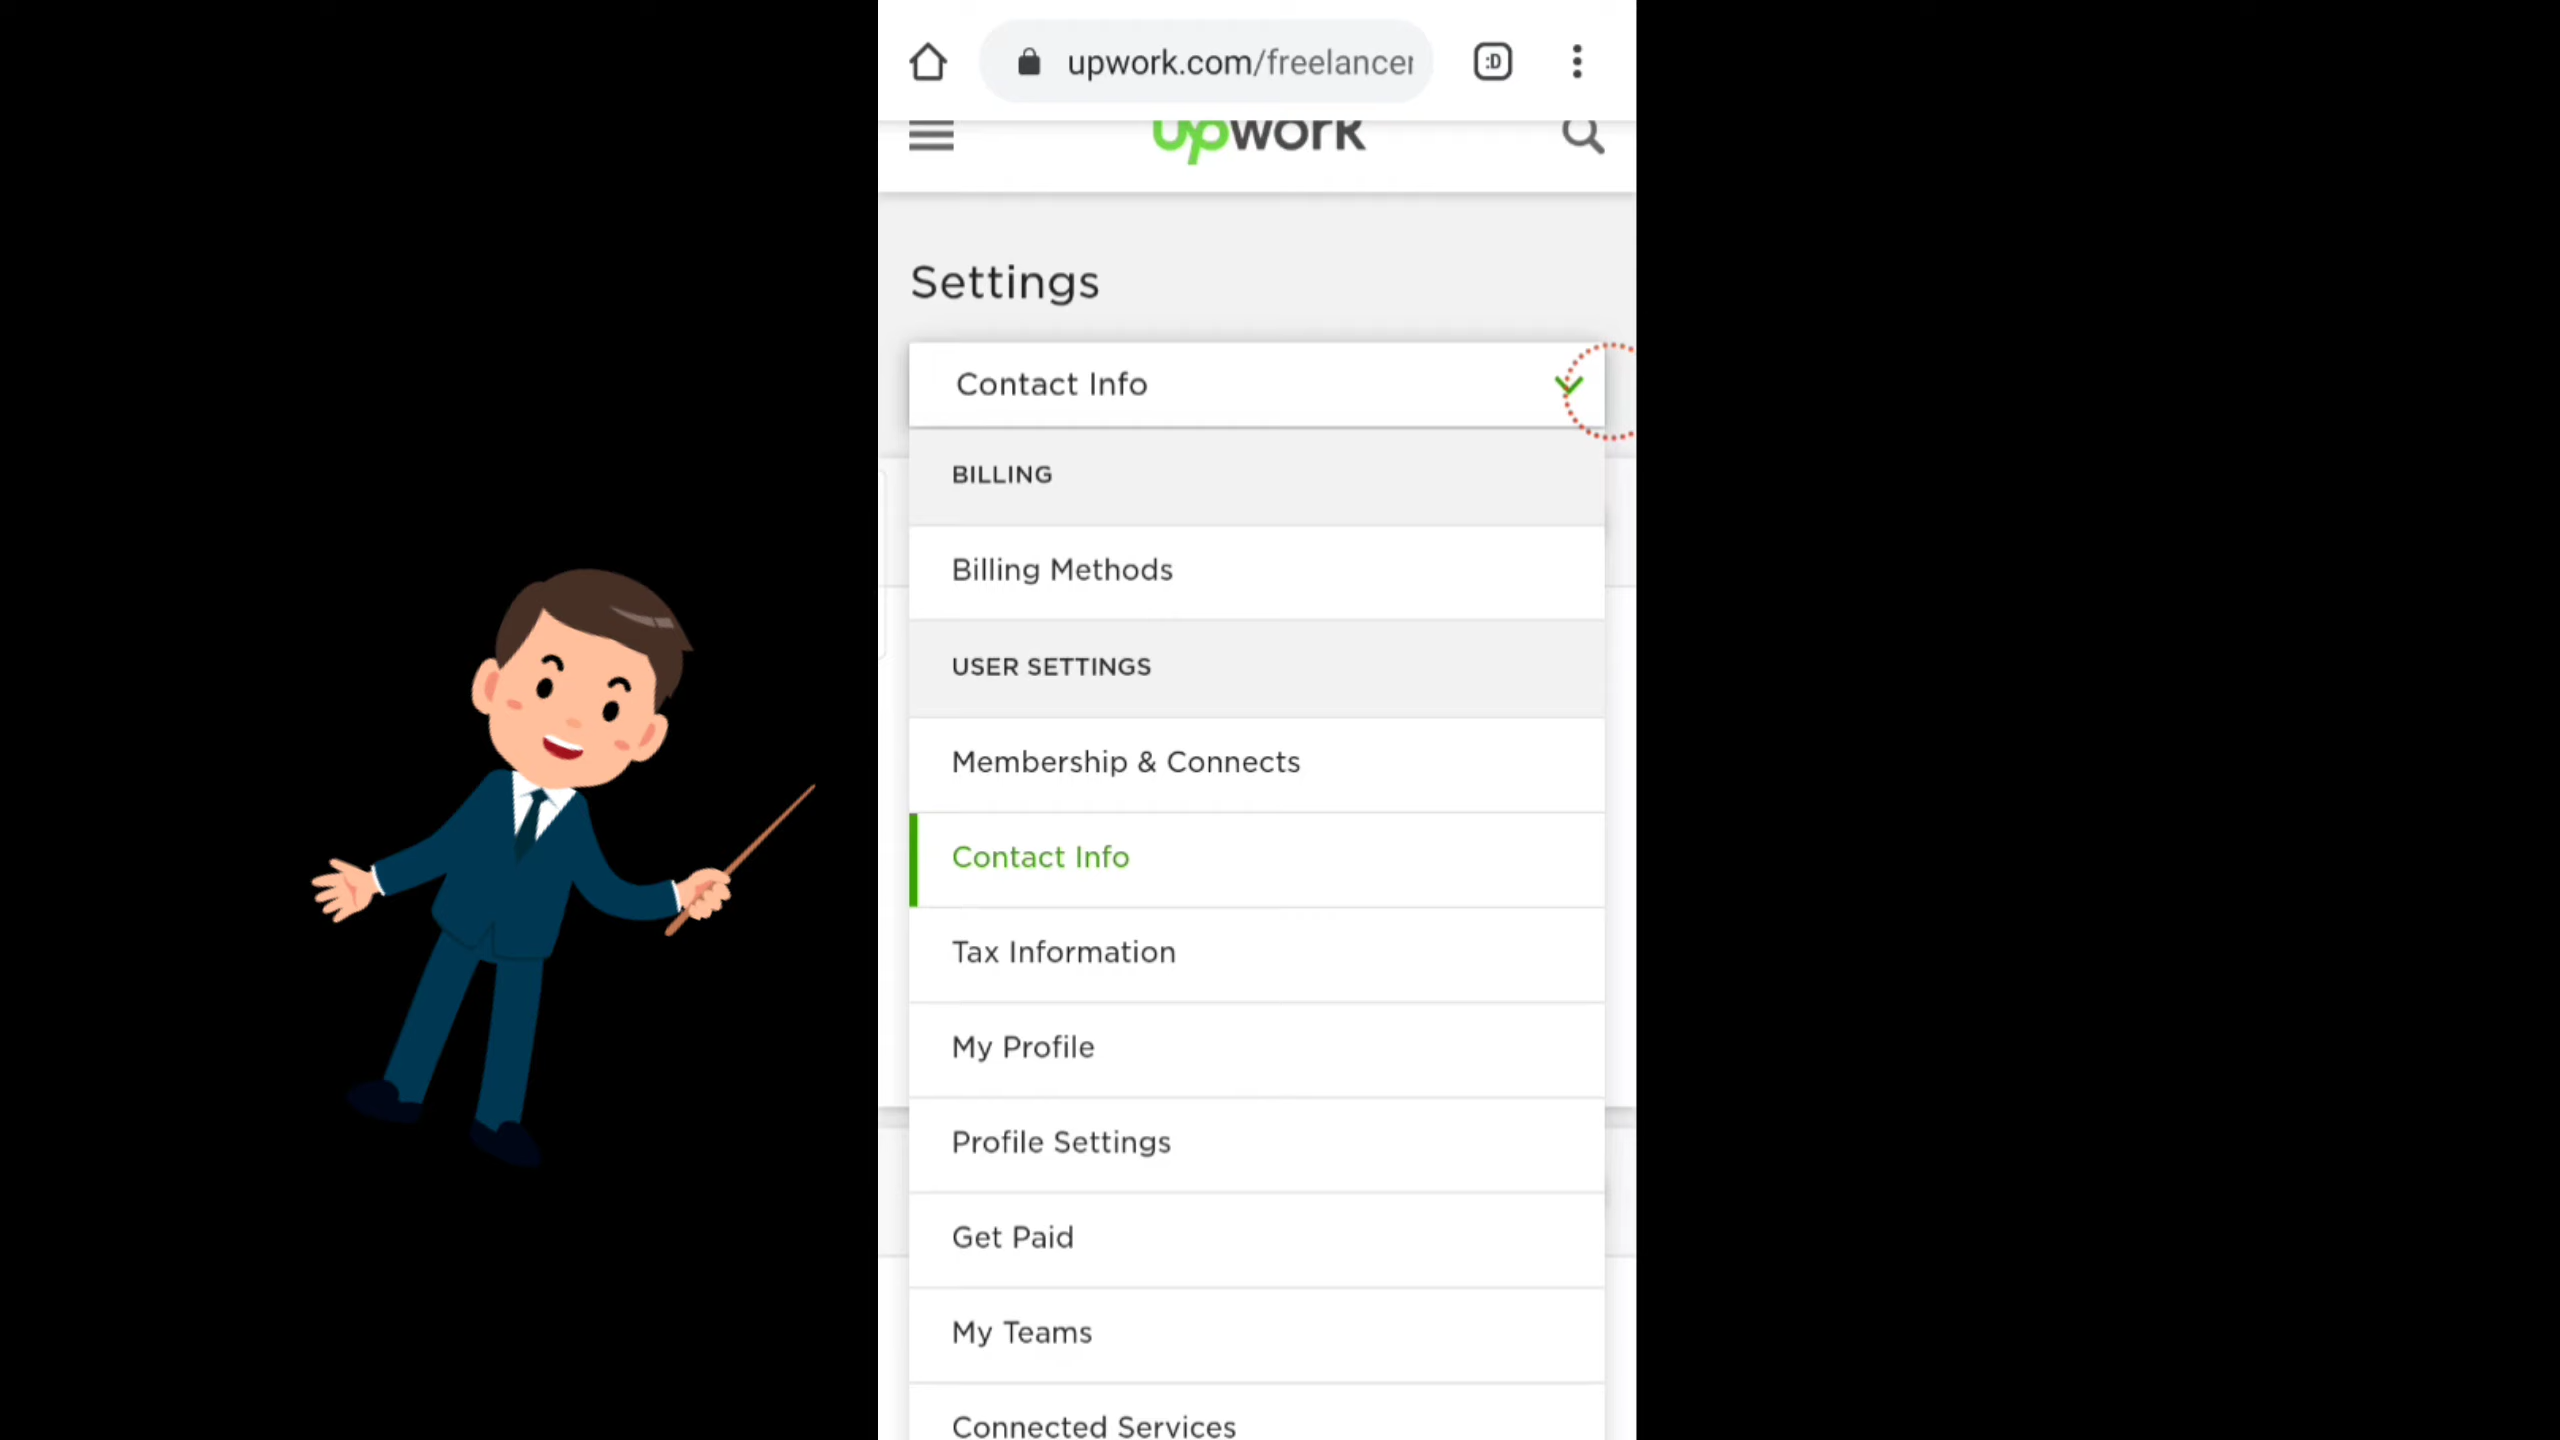 upwork.com/freelancer
:D
upwork
Settings
Contact Info
BILLING
Billing Methods
USER SETTINGS
Membership & Connects
Contact Info
Tax Information
My Profile
Profile Settings
Get Paid
My Teams
Connected Services